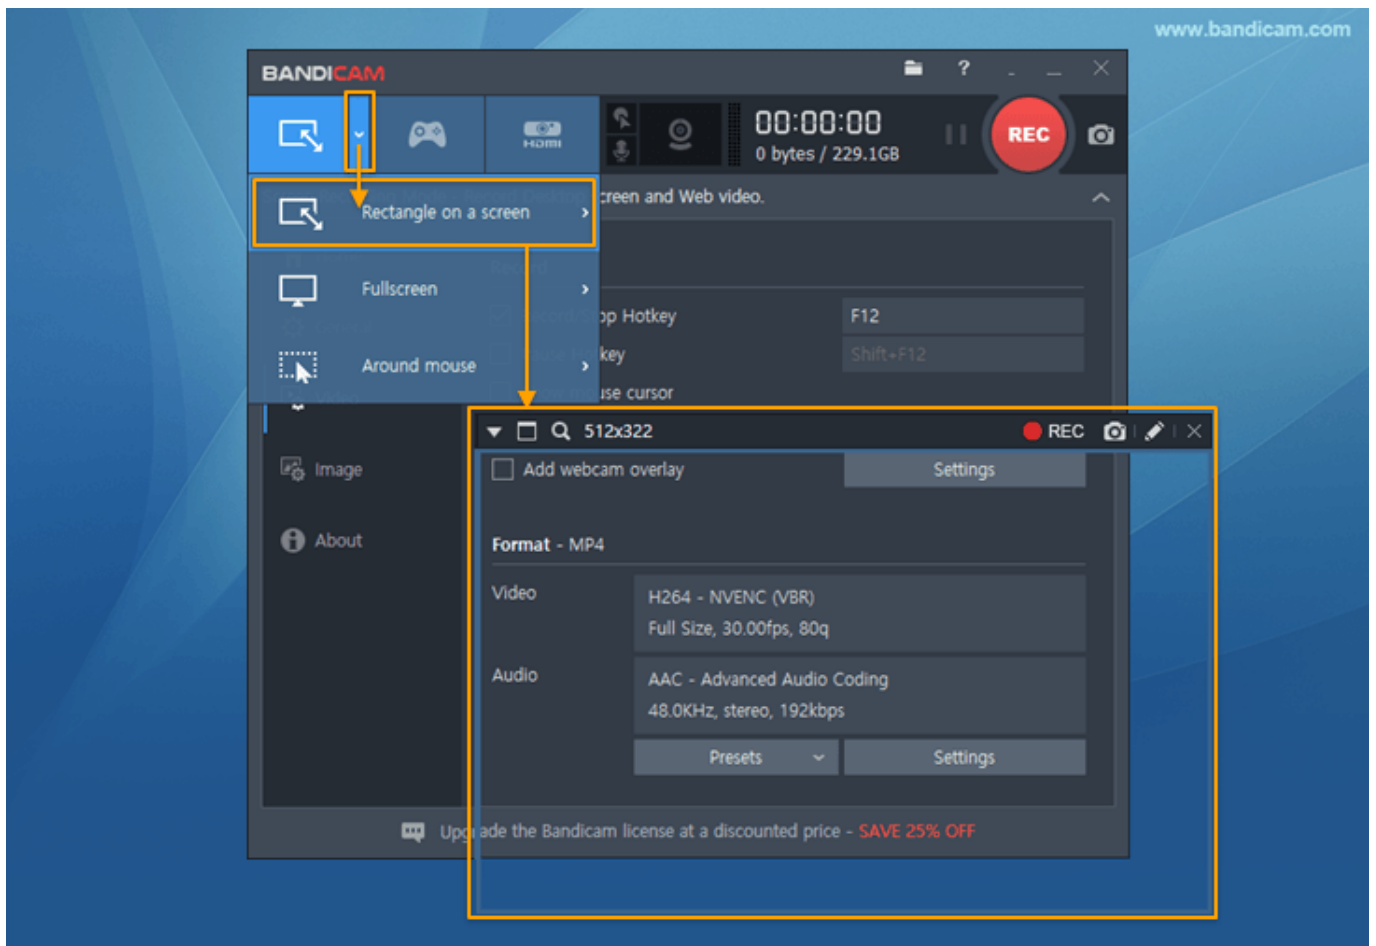 www.bandicam.com
BANDICAM
?
HDMI
00:00:00
0 bytes / 229.1GB
REC
creen and Web video.
Rectangle on a screen
Fullscreen
op Hotkey
F12
key
Shift+F12
Around mouse
use cursor
512x322
REC
Image
Add webcam overlay
Settings
About
Format - MP4
Video
H264 - NVENC (VBR)
Full Size, 30.00fps, 80q
Audio
AAC - Advanced Audio Coding
48.0KHz, stereo, 192kbps
Presets
Settings
Upgrade the Bandicam license at a discounted price - SAVE 25% OFF